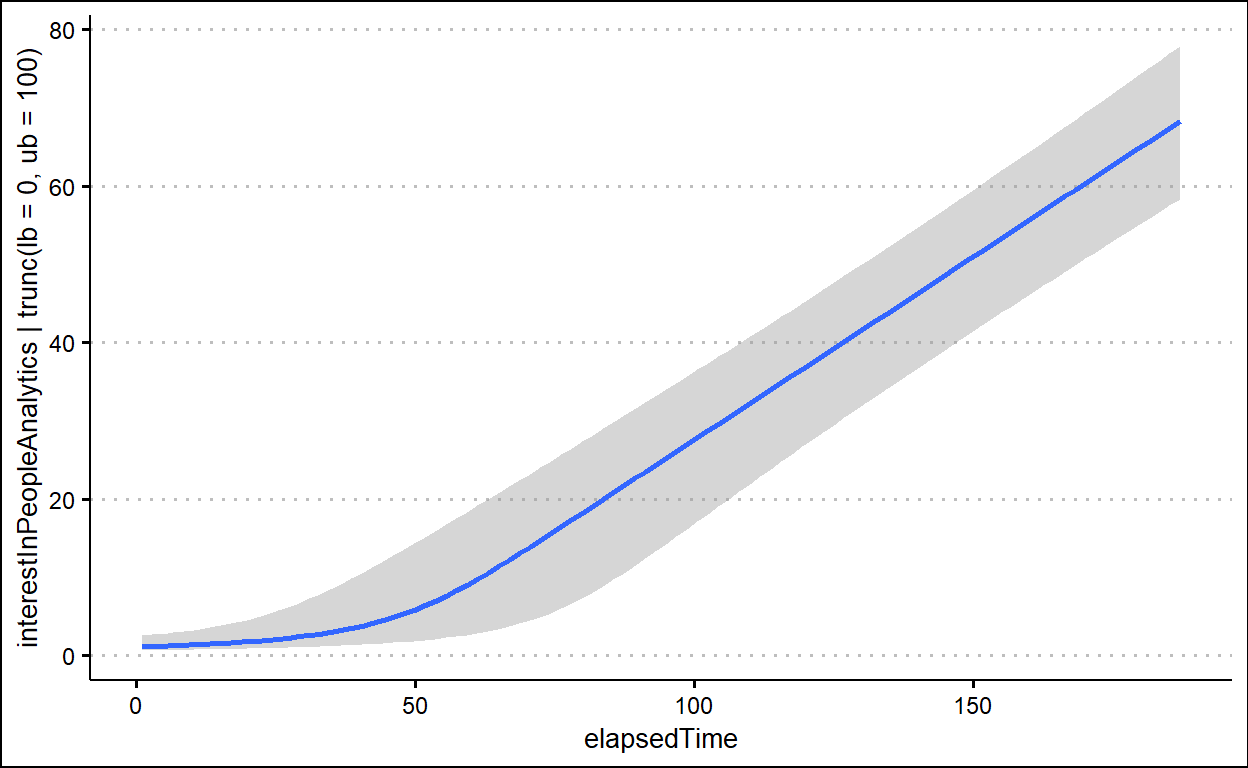 interestInPeopleAnalytics | trunc(lb = 0, ub = 100)
80
60
40
20
0
0 50 100 150
elapsedTime